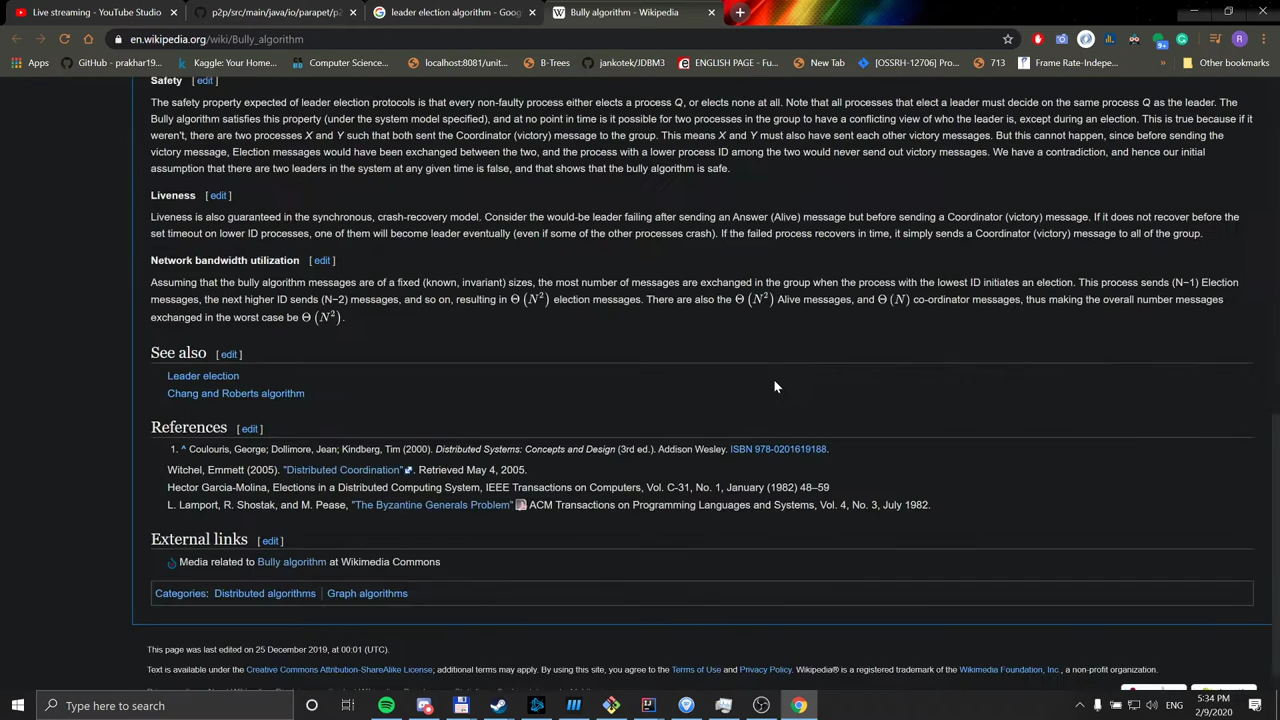 Live streaming - YouTube Studio
p2p/src/main/java/io/parapet/p2
leader election algorithm - Goog
Bully algorithm - Wikipedia
en.wikipedia.org/wiki/Bully_algorithm
Apps
GitHub - prakhar19...
Kaggle: Your Home...
Computer Science...
localhost:8081/unit...
B-Trees
jankotek/JDBM3
ENGLISH PAGE - Fu...
New Tab
[OSSRH-12706] Pro...
713
Frame Rate-Indepe...
»
Other bookmarks
Safety [ edit ]
The safety property expected of leader election protocols is that every non-faulty process either elects a process Q, or elects none at all. Note that all processes that elect a leader must decide on the same process Q as the leader. The
Bully algorithm satisfies this property (under the system model specified), and at no point in time is it possible for two processes in the group to have a conflicting view of who the leader is, except during an election. This is true because if it
weren't, there are two processes X and Y such that both sent the Coordinator (victory) message to the group. This means X and Y must also have sent each other victory messages. But this cannot happen, since before sending the
victory message, Election messages would have been exchanged between the two, and the process with a lower process ID among the two would never send out victory messages. We have a contradiction, and hence our initial
assumption that there are two leaders in the system at any given time is false, and that shows that the bully algorithm is safe.
Liveness [ edit ]
Liveness is also guaranteed in the synchronous, crash-recovery model. Consider the would-be leader failing after sending an Answer (Alive) message but before sending a Coordinator (victory) message. If it does not recover before the
set timeout on lower ID processes, one of them will become leader eventually (even if some of the other processes crash). If the failed process recovers in time, it simply sends a Coordinator (victory) message to all of the group.
Network bandwidth utilization [ edit ]
Assuming that the bully algorithm messages are of a fixed (known, invariant) sizes, the most number of messages are exchanged in the group when the process with the lowest ID initiates an election. This process sends (N−1) Election
messages, the next higher ID sends (N−2) messages, and so on, resulting in Θ (N²) election messages. There are also the Θ (N²) Alive messages, and Θ (N) co-ordinator messages, thus making the overall number messages
exchanged in the worst case be Θ (N²).
See also [ edit ]
Leader election
Chang and Roberts algorithm
References [ edit ]
1. ^ Coulouris, George; Dollimore, Jean; Kindberg, Tim (2000). Distributed Systems: Concepts and Design (3rd ed.). Addison Wesley. ISBN 978-0201619188.
Witchel, Emmett (2005). "Distributed Coordination". Retrieved May 4, 2005.
Hector Garcia-Molina, Elections in a Distributed Computing System, IEEE Transactions on Computers, Vol. C-31, No. 1, January (1982) 48–59
L. Lamport, R. Shostak, and M. Pease, "The Byzantine Generals Problem" ACM Transactions on Programming Languages and Systems, Vol. 4, No. 3, July 1982.
External links [ edit ]
Media related to Bully algorithm at Wikimedia Commons
Categories: Distributed algorithms | Graph algorithms
This page was last edited on 25 December 2019, at 00:01 (UTC).
Text is available under the Creative Commons Attribution-ShareAlike License; additional terms may apply. By using this site, you agree to the Terms of Use and Privacy Policy. Wikipedia® is a registered trademark of the Wikimedia Foundation, Inc., a non-profit organization.
Type here to search
ENG
5:34 PM
2/9/2020